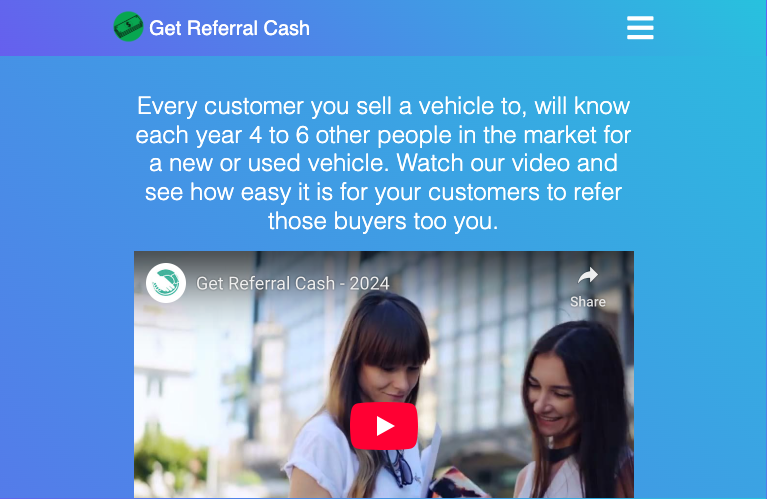 Get Referral Cash
Every customer you sell a vehicle to, will know
each year 4 to 6 other people in the market for
a new or used vehicle. Watch our video and
see how easy it is for your customers to refer
those buyers too you.
Get Referral Cash - 2024
Share